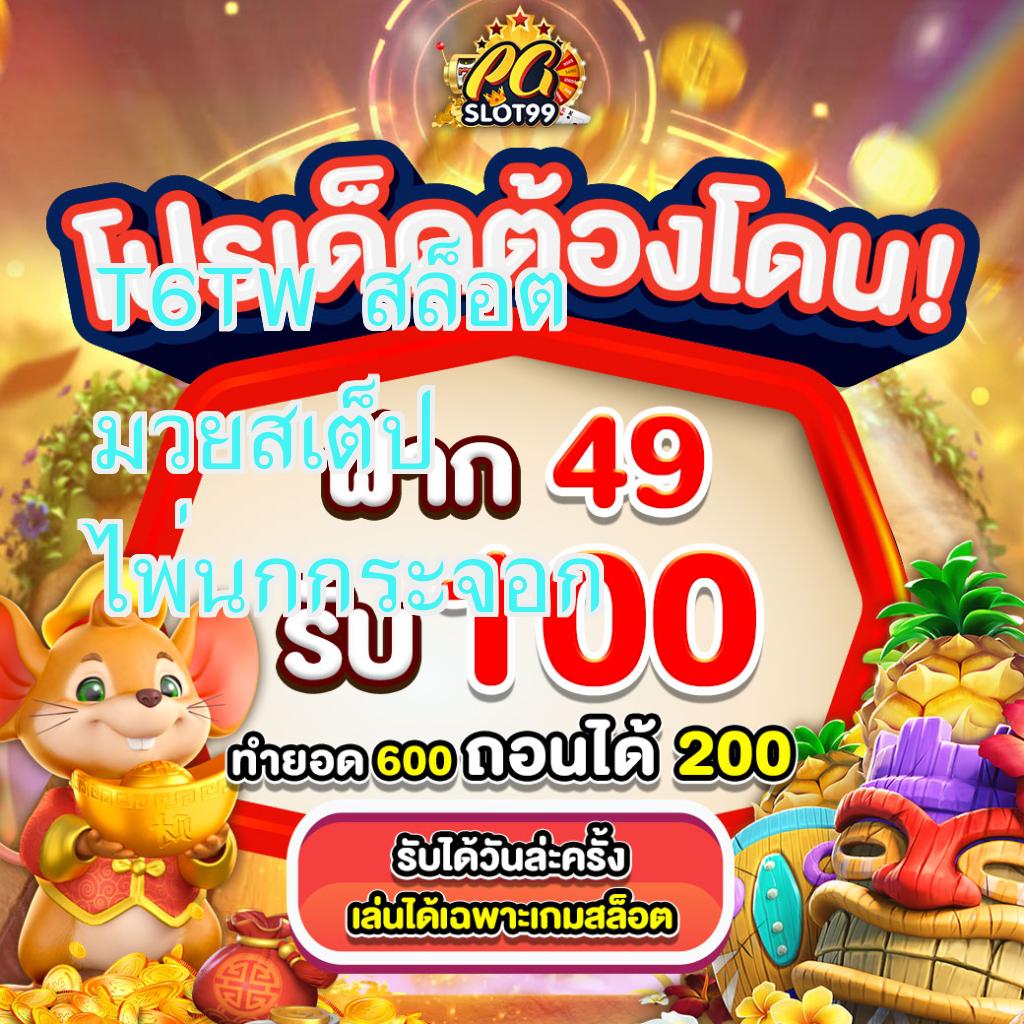 PG
SLOT99
โปรเด็ดต้องโดน!
T6TW สล็อต
มวยสเต็ป
ฝาก 49
ไพ่นกกระจอก
รับ 100
ทำยอด 600 ถอนได้ 200
รับได้วันล่ะครั้ง
เล่นได้เฉพาะเกมสล็อต